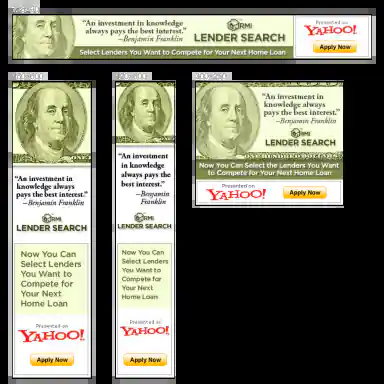 "An investment in knowledge
always pays the best interest."
–Benjamin Franklin
RMI
LENDER SEARCH
Select Lenders You Want to Compete for Your Next Home Loan
Presented on
YAHOO!
Apply Now
"An investment in
knowledge always
pays the best interest."
–Benjamin Franklin
RMI
LENDER SEARCH
Now You Can
Select Lenders
You Want to
Compete for
Your Next
Home Loan
Presented on
YAHOO!
Apply Now
"An investment
in knowledge
always pays the
best interest."
–Benjamin
Franklin
RMI
LENDER SEARCH
Now You Can
Select Lenders
You Want to
Compete for
Your Next
Home Loan
Presented on
YAHOO!
Apply Now
"An investment in
knowledge always
pays the best interest."
–Benjamin Franklin
RMI
LENDER SEARCH
Now You Can Select the Lenders You Want
to Compete for Your Next Home Loan
Presented on
YAHOO!
Apply Now